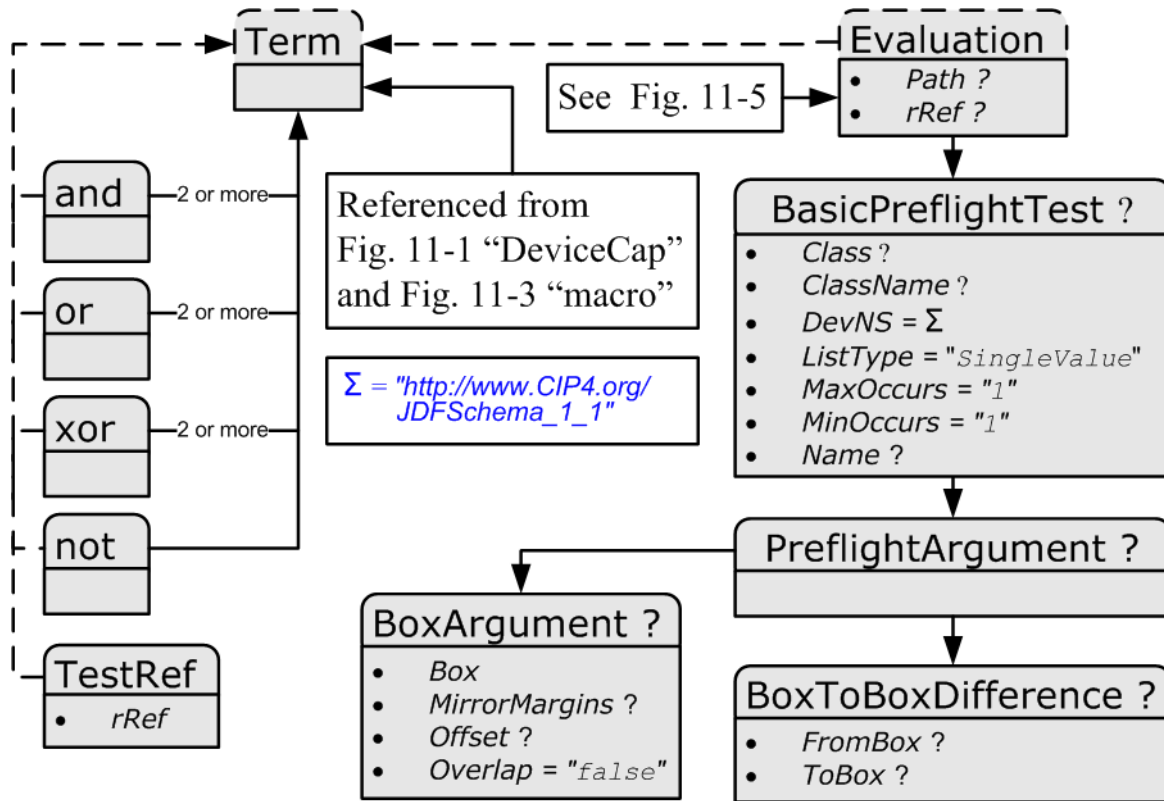 Term
Evaluation
• Path ?
• rRef ?
See Fig. 11-5
and
2 or more
Referenced from
Fig. 11-1 “DeviceCap”
and Fig. 11-3 “macro”
BasicPreflightTest ?
• Class ?
• ClassName ?
• DevNS = Σ
• ListType = "SingleValue"
• MaxOccurs = "1"
• MinOccurs = "1"
• Name ?
or
2 or more
Σ = "http://www.CIP4.org/
JDFSchema_1_1"
xor
2 or more
not
PreflightArgument ?
BoxArgument ?
• Box
• MirrorMargins ?
• Offset ?
• Overlap = "false"
TestRef
• rRef
BoxToBoxDifference ?
• FromBox ?
• ToBox ?